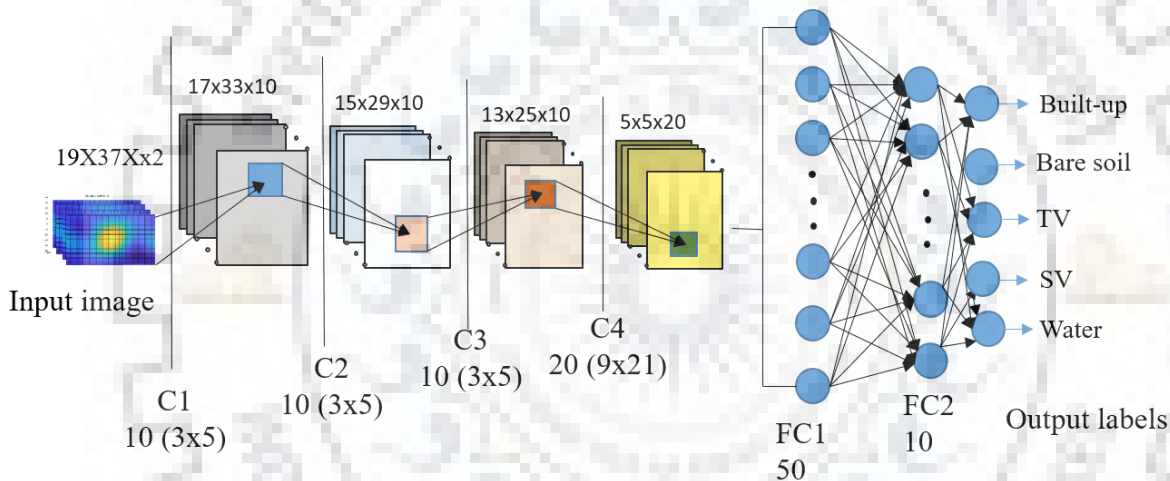 19X37Xx2
Input image
17x33x10
C1
10 (3x5)
15x29x10
C2
10 (3x5)
13x25x10
C3
10 (3x5)
5x5x20
C4
20 (9x21)
FC1
50
FC2
10
Built-up
Bare soil
TV
SV
Water
Output labels